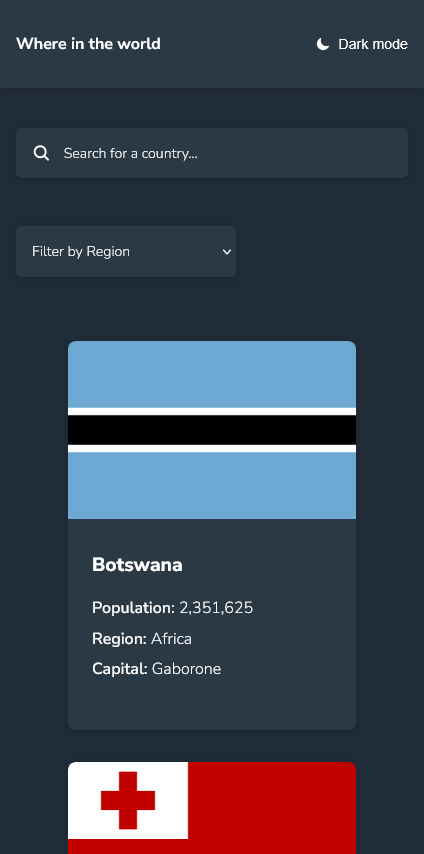 Where in the world
Dark mode
Search for a country...
Filter by Region
Botswana
Population: 2,351,625
Region: Africa
Capital: Gaborone